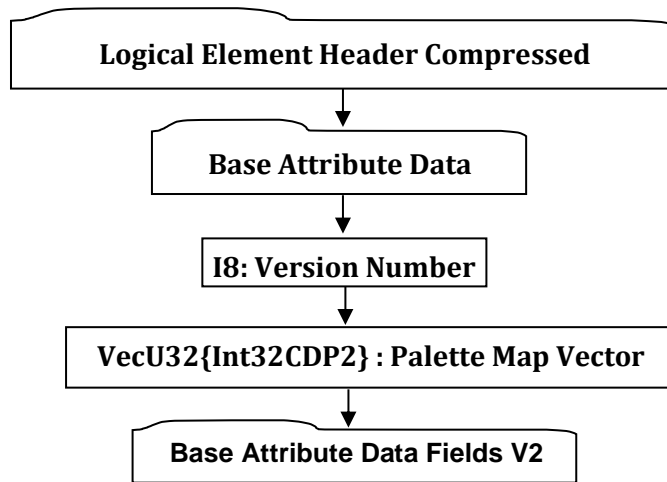 Logical Element Header Compressed
Base Attribute Data
I8: Version Number
VecU32{Int32CDP2} : Palette Map Vector
Base Attribute Data Fields V2